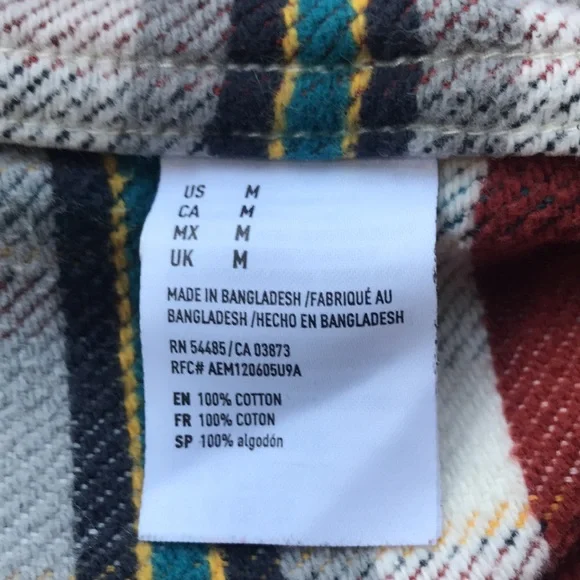 US M
CA M
MX M
UK M
MADE IN BANGLADESH /FABRIQUÉ AU
BANGLADESH /HECHO EN BANGLADESH
RN 54485/CA 03873
RFC# AEM120605U9A
EN 100% COTTON
FR 100% COTON
SP 100% algodón